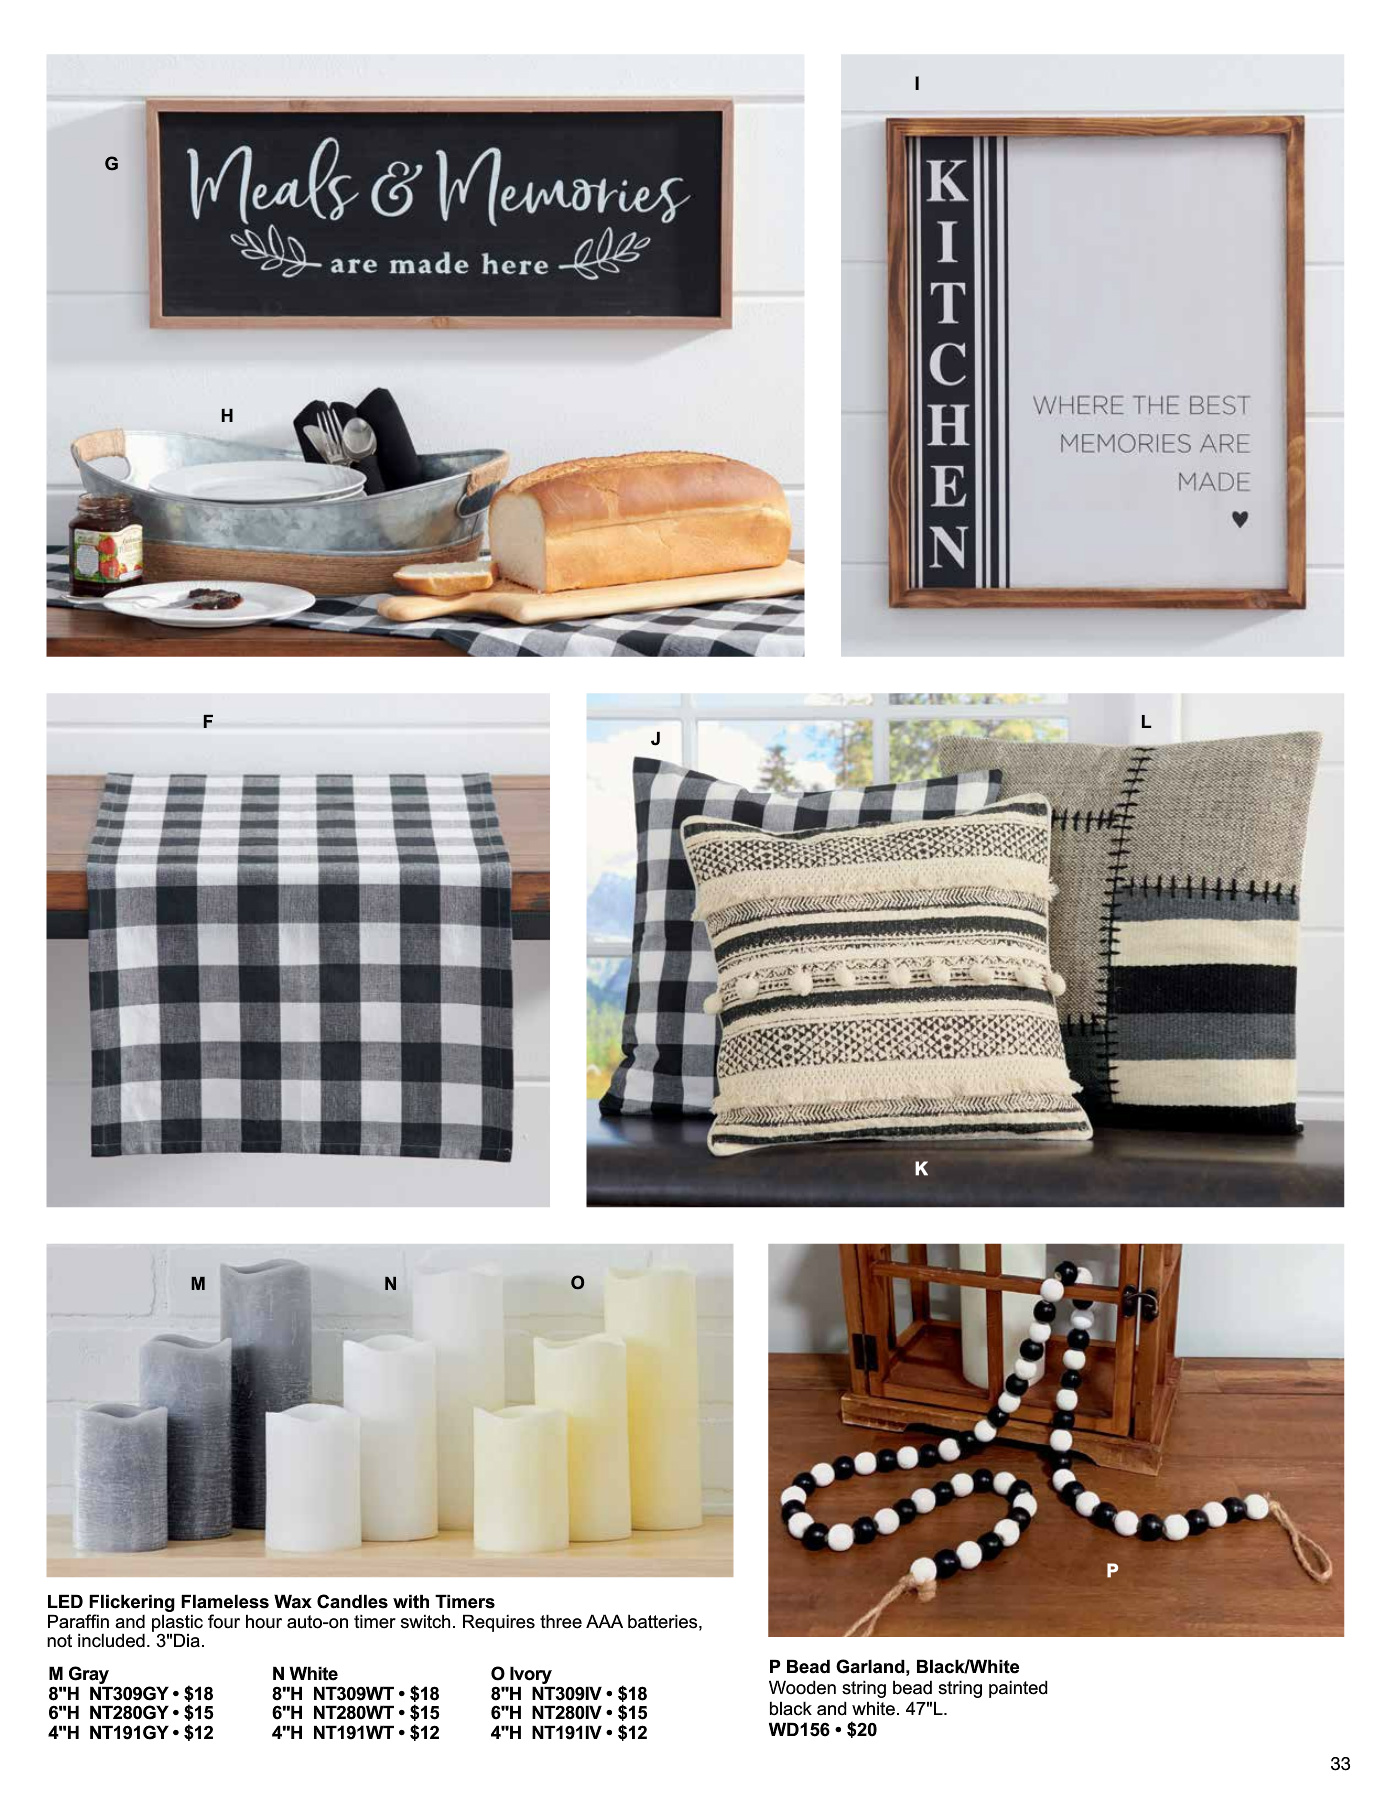 G
Meals & Memories
are made here
H
I
KITCHEN
WHERE THE BEST
MEMORIES ARE
MADE
F
J
L
K
M
N
O
P
LED Flickering Flameless Wax Candles with Timers
Paraffin and plastic four hour auto-on timer switch. Requires three AAA batteries,
not included. 3"Dia.
M Gray
8"H NT309GY • $18
6"H NT280GY • $15
4"H NT191GY • $12
N White
8"H NT309WT • $18
6"H NT280WT • $15
4"H NT191WT • $12
O Ivory
8"H NT309IV • $18
6"H NT280IV • $15
4"H NT191IV • $12
P Bead Garland, Black/White
Wooden string bead string painted
black and white. 47"L.
WD156 • $20
33